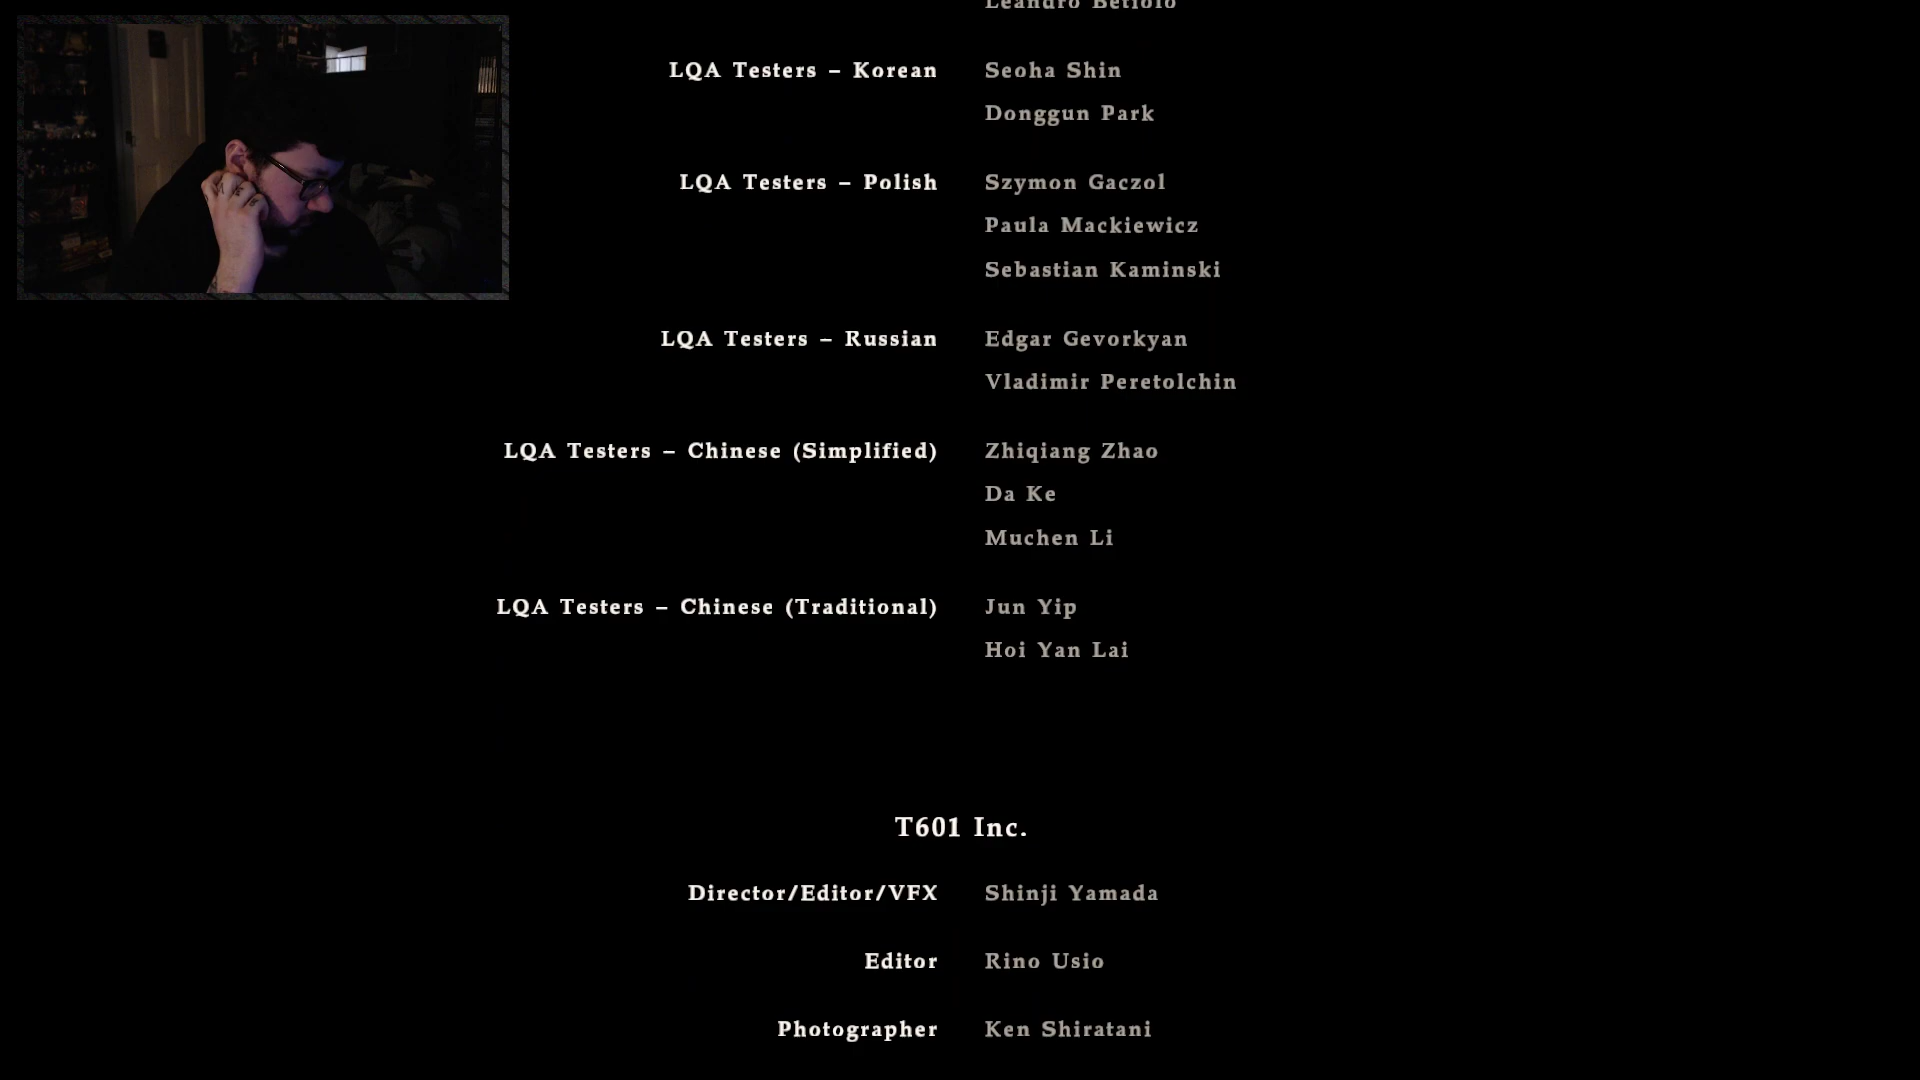 Leandro Betiolo
LQA Testers – Korean Seoha Shin
Donggun Park
LQA Testers – Polish Szymon Gaczol
Paula Mackiewicz
Sebastian Kaminski
LQA Testers – Russian Edgar Gevorkyan
Vladimir Peretolchin
LQA Testers – Chinese (Simplified) Zhiqiang Zhao
Da Ke
Muchen Li
LQA Testers – Chinese (Traditional) Jun Yip
Hoi Yan Lai
T601 Inc.
Director/Editor/VFX Shinji Yamada
Editor Rino Usio
Photographer Ken Shiratani